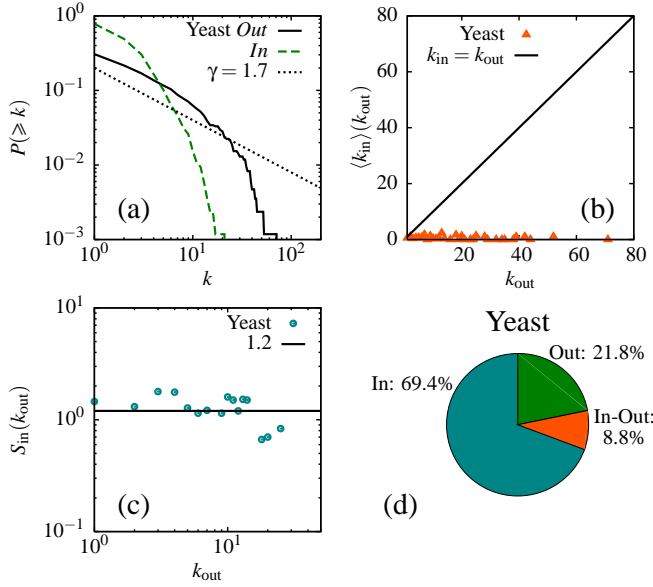 10^0
10^-1
10^-2
10^-3
P(⩾ k)
Yeast Out
In
γ = 1.7
(a)
10^0 10^1 10^2
k
80
60
40
20
0
⟨k_in⟩(k_out)
Yeast
k_in = k_out
(b)
20 40 60 80
k_out
10^1
10^0
10^-1
S_in(k_out)
Yeast
1.2
(c)
10^0 10^1
k_out
Yeast
Out: 21.8%
In: 69.4%
In-Out:
8.8%
(d)